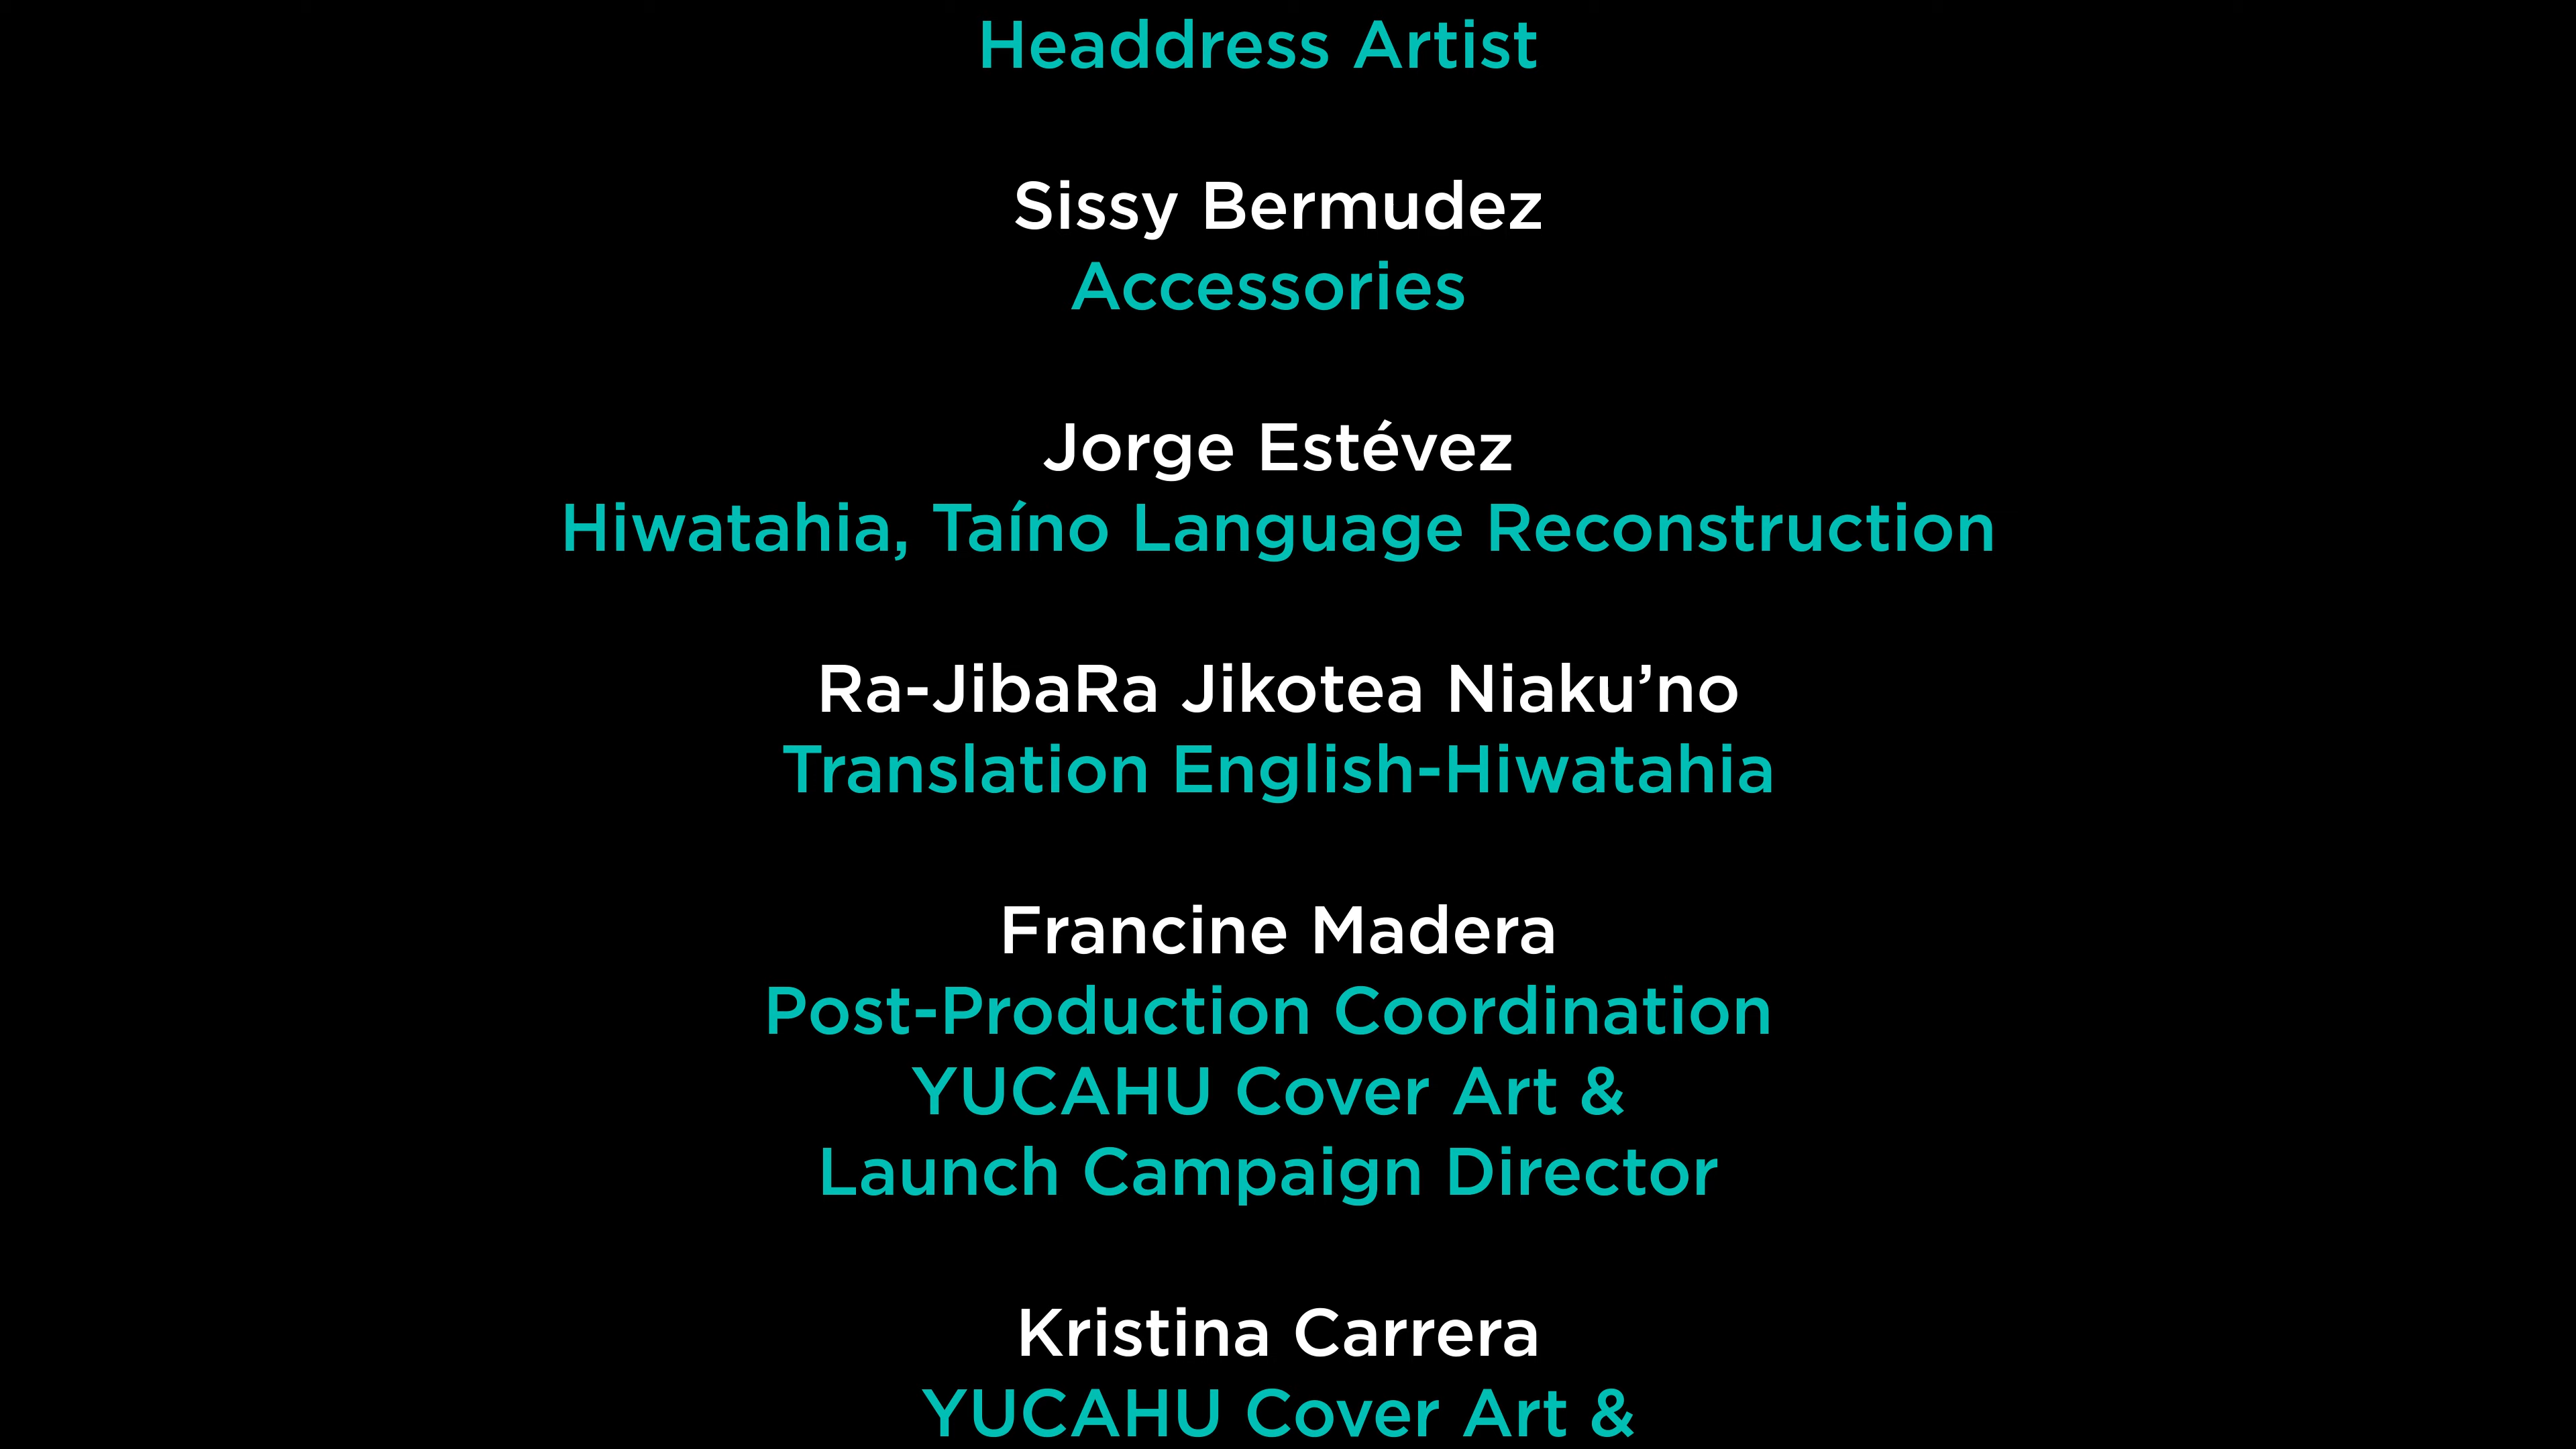 Headdress Artist
Sissy Bermudez
Accessories
Jorge Estévez
Hiwatahia, Taíno Language Reconstruction
Ra-JibaRa Jikotea Niaku’no
Translation English-Hiwatahia
Francine Madera
Post-Production Coordination
YUCAHU Cover Art &
Launch Campaign Director
Kristina Carrera
YUCAHU Cover Art &